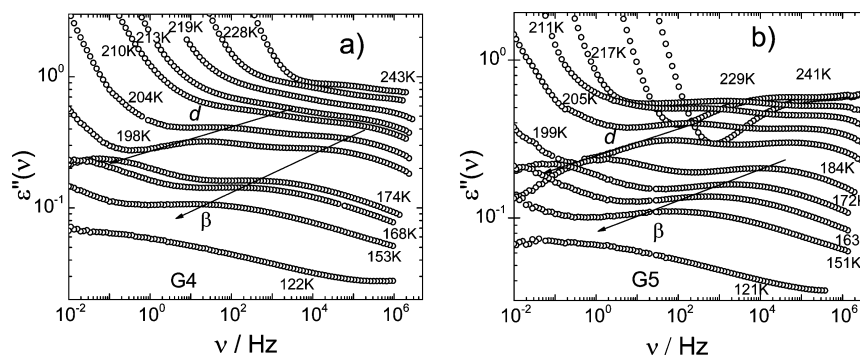 a)
219K
213K
210K
228K
243K
204K
d
198K
174K
168K
153K
β
G4
122K
10⁰
10⁻¹
ε''(ν)
10⁻² 10⁰ 10² 10⁴ 10⁶
ν / Hz
b)
211K
217K
229K
241K
205K
d
199K
184K
172K
163
151K
β
G5
121K
10⁰
10⁻¹
ε''(ν)
10⁻² 10⁰ 10² 10⁴ 10⁶
ν / Hz